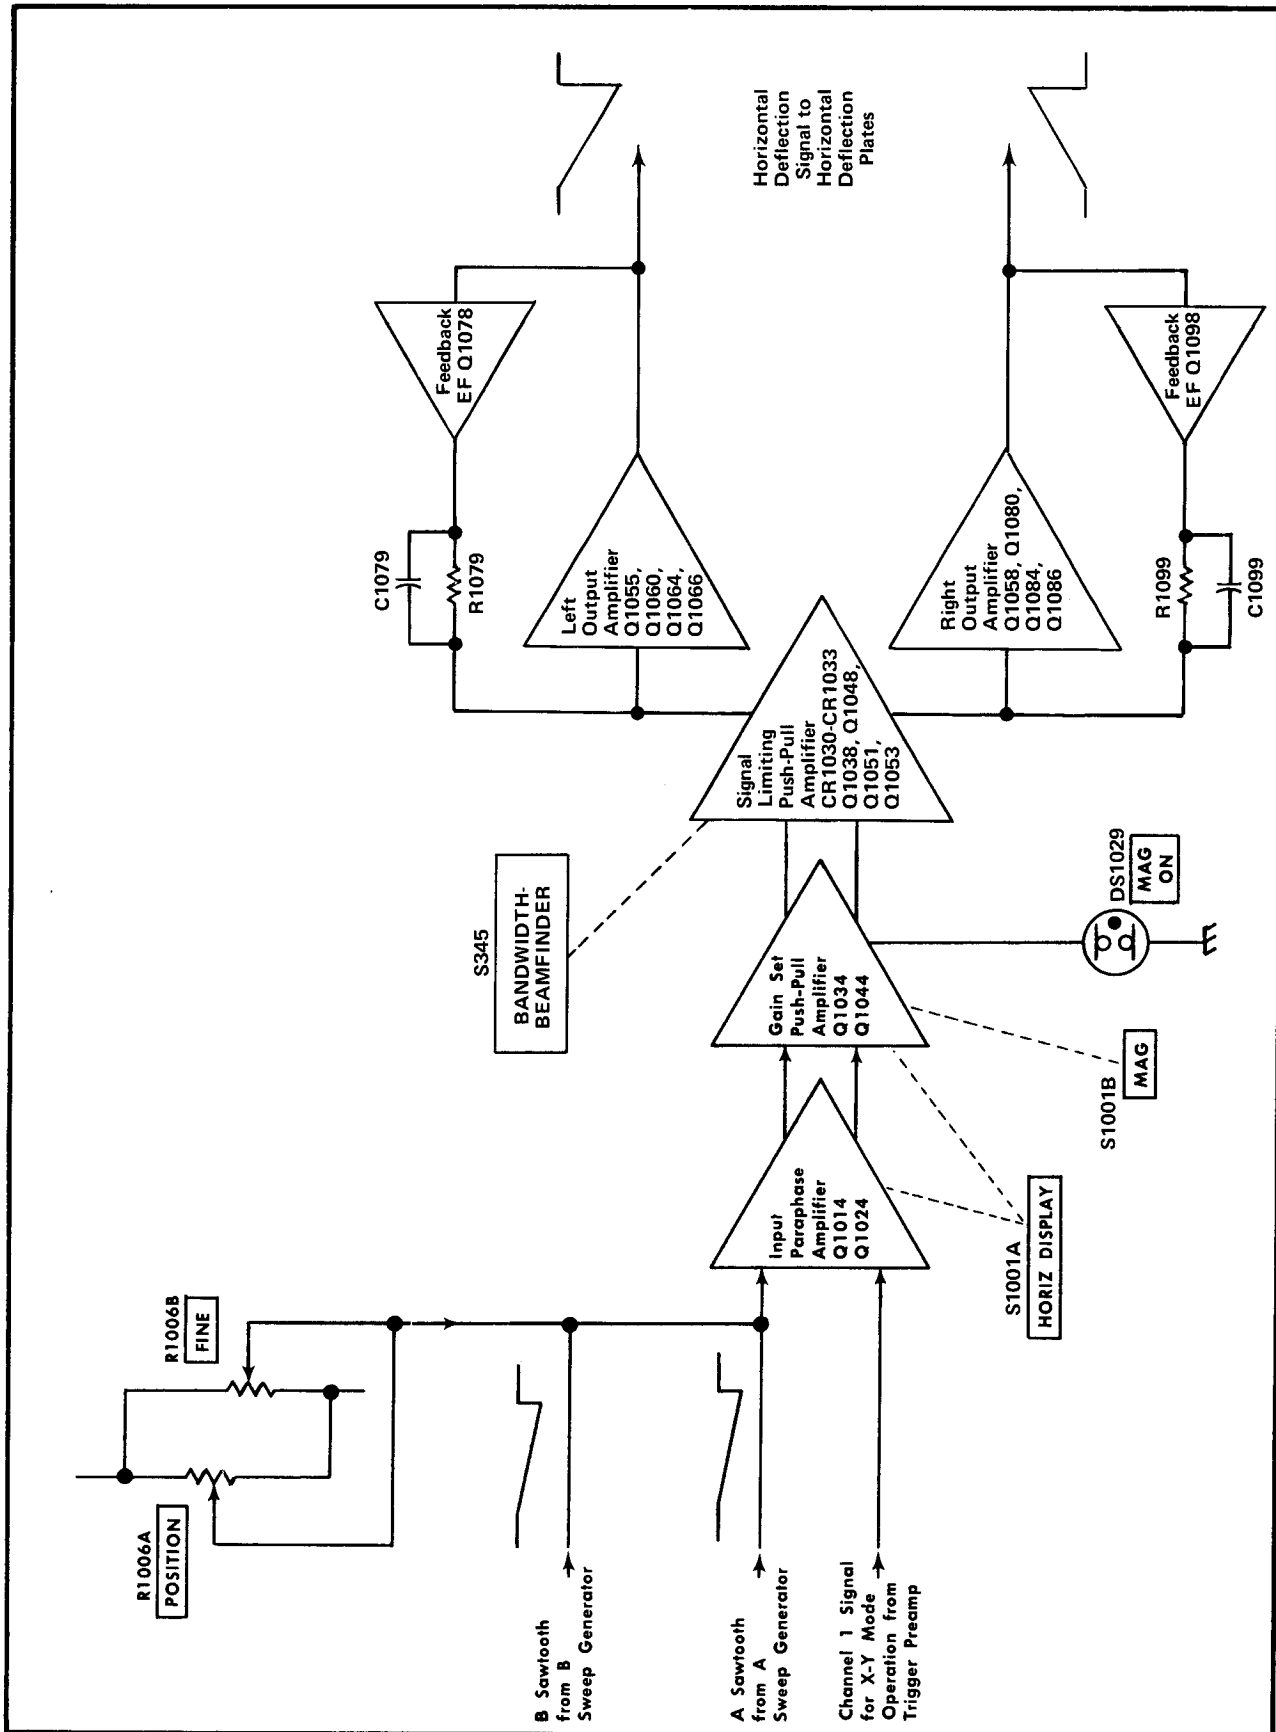 R1006A
POSITION
R1006B
FINE
B Sawtooth
from B
Sweep Generator
A Sawtooth
from A
Sweep Generator
Channel 1 Signal
for X-Y Mode
Operation from
Trigger Preamp
Input
Paraphase
Amplifier
Q1014
Q1024
S1001A
HORIZ DISPLAY
Gain Set
Push-Pull
Amplifier
Q1034
Q1044
S1001B
MAG
DS1029
MAG
ON
S345
BANDWIDTH-
BEAMFINDER
Signal
Limiting
Push-Pull
Amplifier
CR1030-CR1033
Q1038, Q1048,
Q1051,
Q1053
C1079
R1079
Left
Output
Amplifier
Q1055,
Q1060,
Q1064,
Q1066
Feedback
EF Q1078
Right
Output
Amplifier
Q1058, Q1080,
Q1084,
Q1086
R1099
C1099
Feedback
EF Q1098
Horizontal
Deflection
Signal to
Horizontal
Deflection
Plates